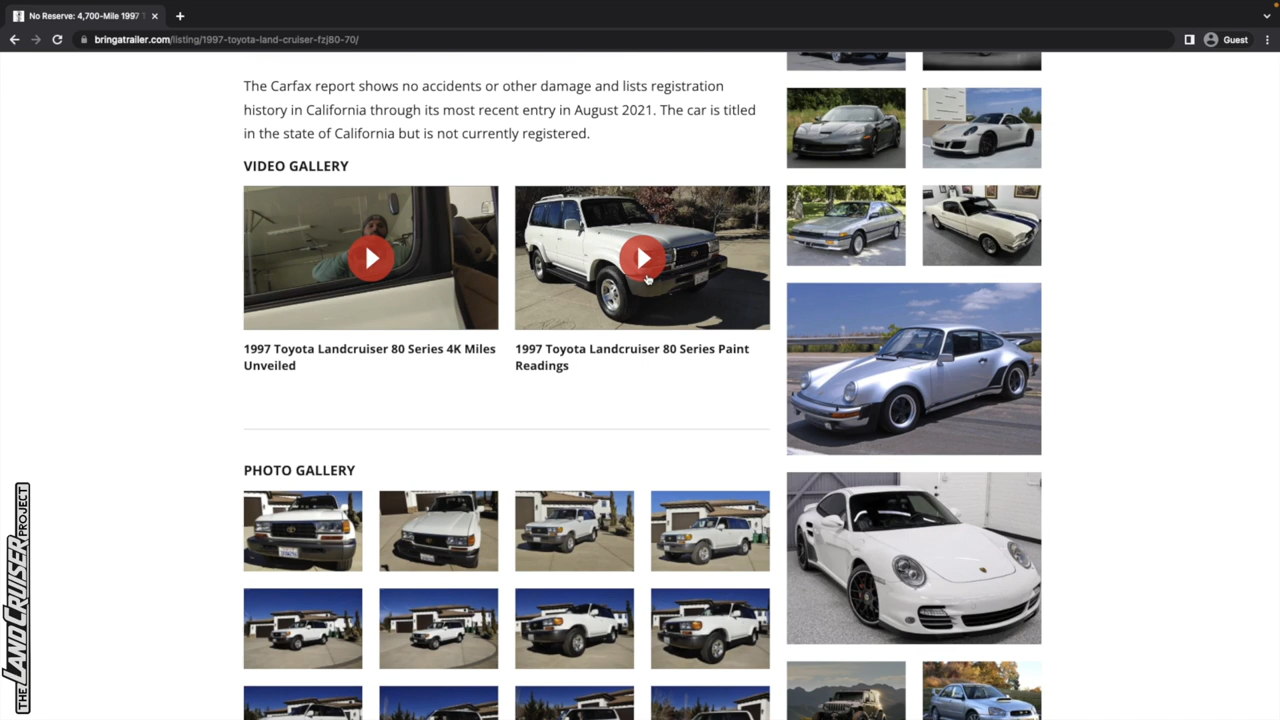 No Reserve: 4,700-Mile 1997
bringatrailer.com/listing/1997-toyota-land-cruiser-fzj80-70/
Guest
The Carfax report shows no accidents or other damage and lists registration
history in California through its most recent entry in August 2021. The car is titled
in the state of California but is not currently registered.
VIDEO GALLERY
1997 Toyota Landcruiser 80 Series 4K Miles
Unveiled
1997 Toyota Landcruiser 80 Series Paint
Readings
PHOTO GALLERY
THE LAND CRUISER PROJECT